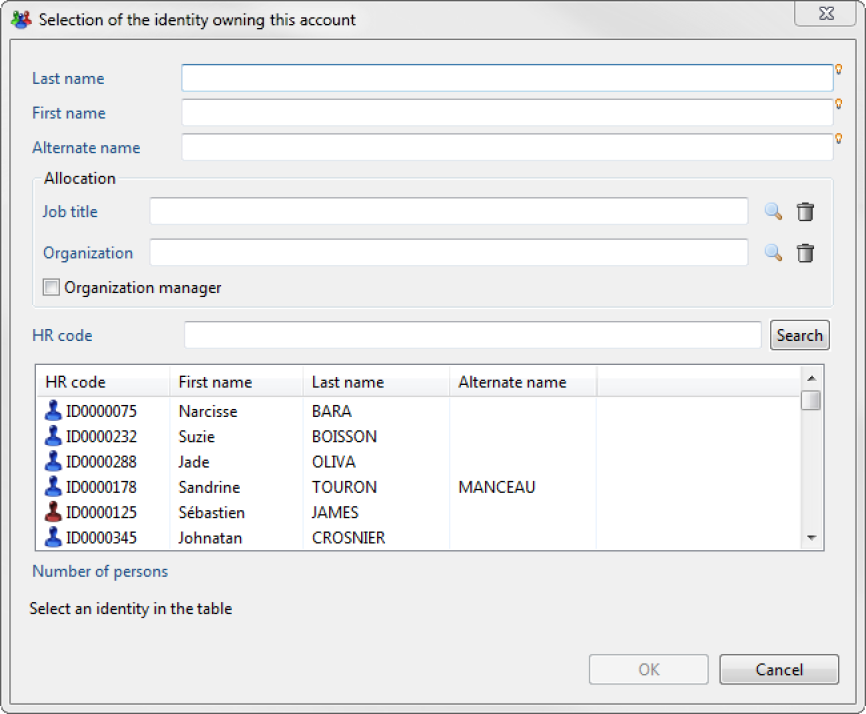 Selection of the identity owning this account
Last name
First name
Alternate name
Allocation
Job title
Organization
Organization manager
HR code
Search
HR code First name Last name Alternate name
ID0000075 Narcisse BARA
ID0000232 Suzie BOISSON
ID0000288 Jade OLIVA
ID0000178 Sandrine TOURON MANCEAU
ID0000125 Sébastien JAMES
ID0000345 Johnatan CROSNIER
Number of persons
Select an identity in the table
OK Cancel